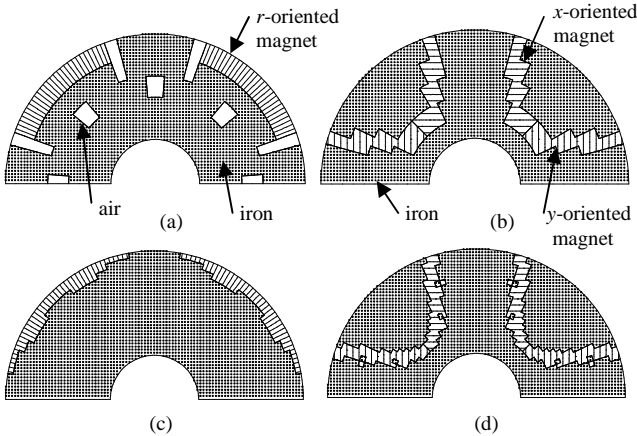 r-oriented
magnet
x-oriented
magnet
air
iron
(a)
iron
(b)
y-oriented
magnet
(c)
(d)